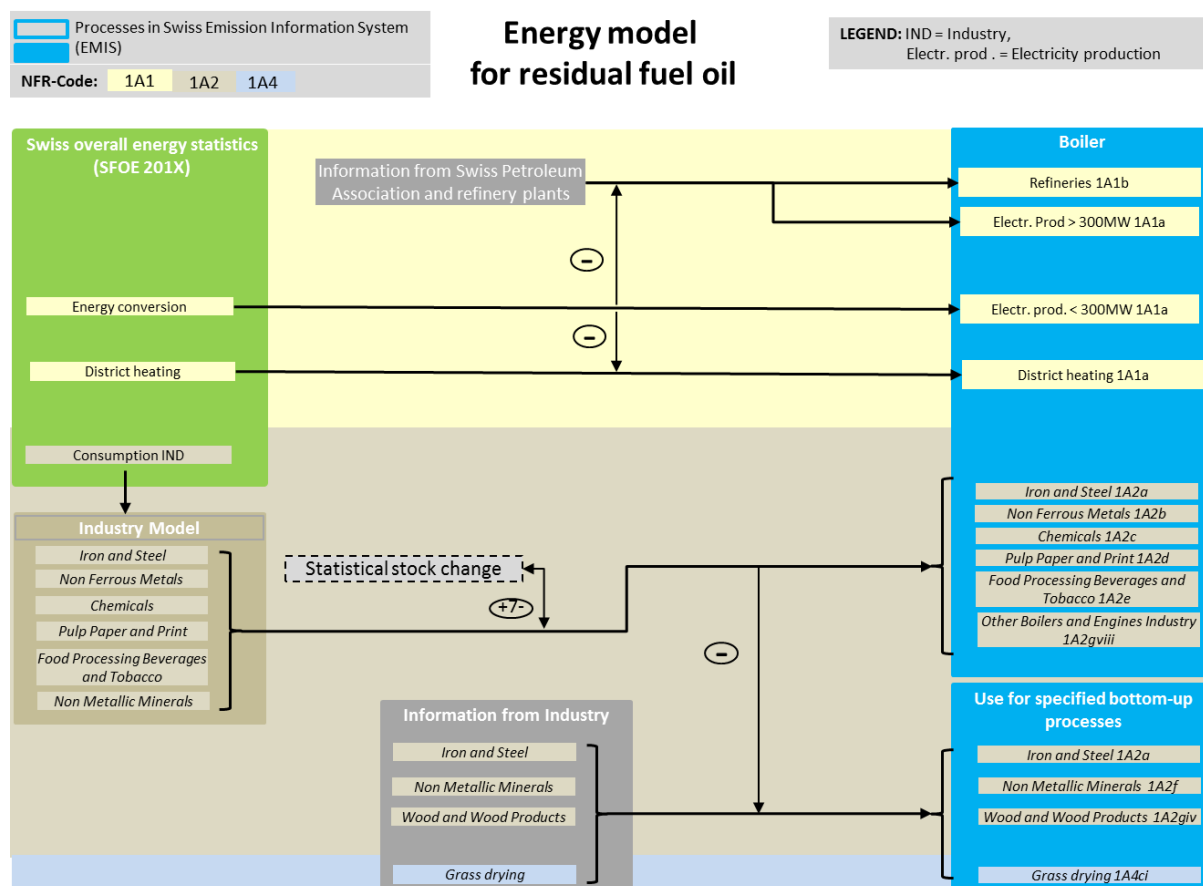 Processes in Swiss Emission Information System
(EMIS)
NFR-Code:
1A1
1A2
1A4
Energy model
for residual fuel oil
LEGEND: IND = Industry,
Electr. prod . = Electricity production
Swiss overall energy statistics
(SFOE 201X)
Energy conversion
District heating
Consumption IND
Information from Swiss Petroleum
Association and refinery plants
–
–
Boiler
Refineries 1A1b
Electr. Prod > 300MW 1A1a
Electr. prod. < 300MW 1A1a
District heating 1A1a
Industry Model
Iron and Steel
Non Ferrous Metals
Chemicals
Pulp Paper and Print
Food Processing Beverages
and Tobacco
Non Metallic Minerals
Statistical stock change
+7-
–
Iron and Steel 1A2a
Non Ferrous Metals 1A2b
Chemicals 1A2c
Pulp Paper and Print 1A2d
Food Processing Beverages and
Tobacco 1A2e
Other Boilers and Engines Industry
1A2gviii
Information from Industry
Iron and Steel
Non Metallic Minerals
Wood and Wood Products
Grass drying
Use for specified bottom-up
processes
Iron and Steel 1A2a
Non Metallic Minerals 1A2f
Wood and Wood Products 1A2giv
Grass drying 1A4ci